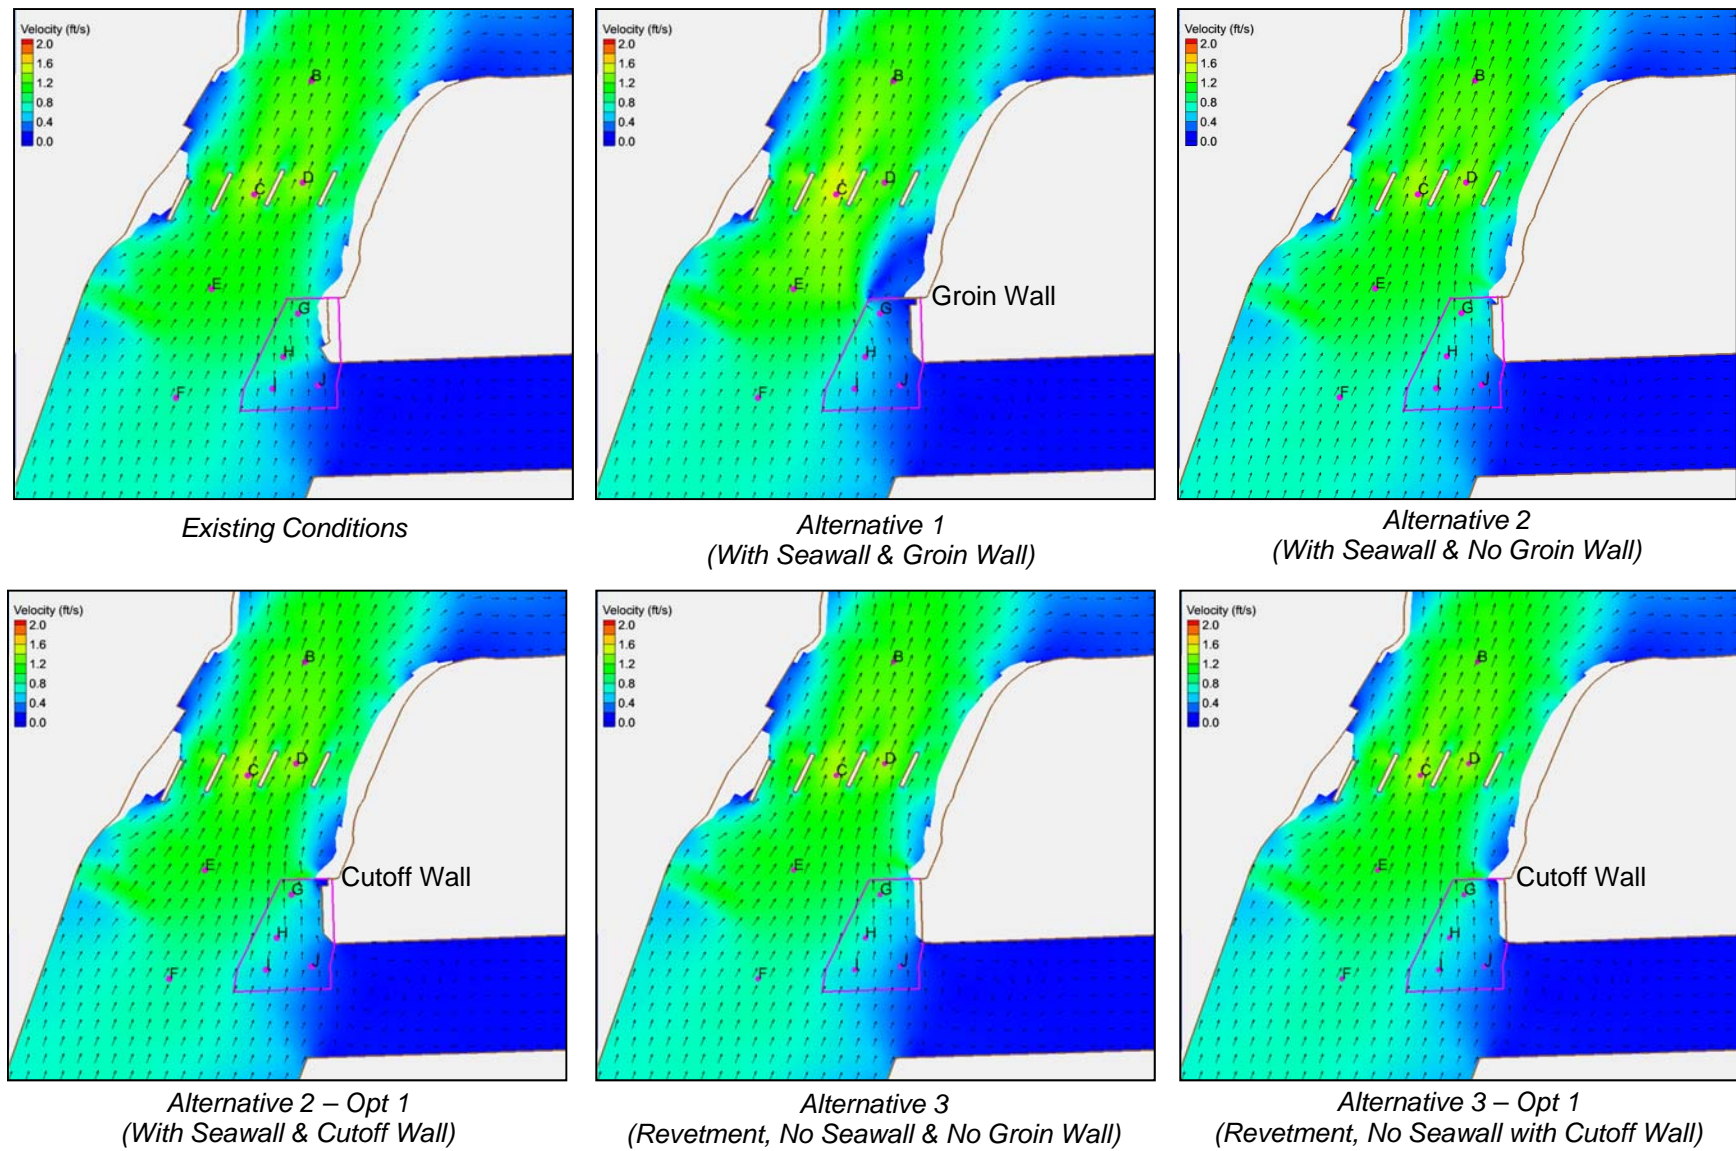 Velocity (ft/s)
2.0
1.6
1.2
0.8
0.4
0.0
B
C
D
E
F
G
H
I
J
Existing Conditions
Velocity (ft/s)
2.0
1.6
1.2
0.8
0.4
0.0
B
C
D
E
F
G
H
I
J
Groin Wall
Alternative 1
(With Seawall & Groin Wall)
Velocity (ft/s)
2.0
1.6
1.2
0.8
0.4
0.0
B
C
D
E
F
G
H
I
J
Alternative 2
(With Seawall & No Groin Wall)
Velocity (ft/s)
2.0
1.6
1.2
0.8
0.4
0.0
B
C
D
E
F
G
H
I
J
Cutoff Wall
Alternative 2 – Opt 1
(With Seawall & Cutoff Wall)
Velocity (ft/s)
2.0
1.6
1.2
0.8
0.4
0.0
B
C
D
E
F
G
H
I
J
Alternative 3
(Revetment, No Seawall & No Groin Wall)
Velocity (ft/s)
2.0
1.6
1.2
0.8
0.4
0.0
B
C
D
E
F
G
H
I
J
Cutoff Wall
Alternative 3 – Opt 1
(Revetment, No Seawall with Cutoff Wall)